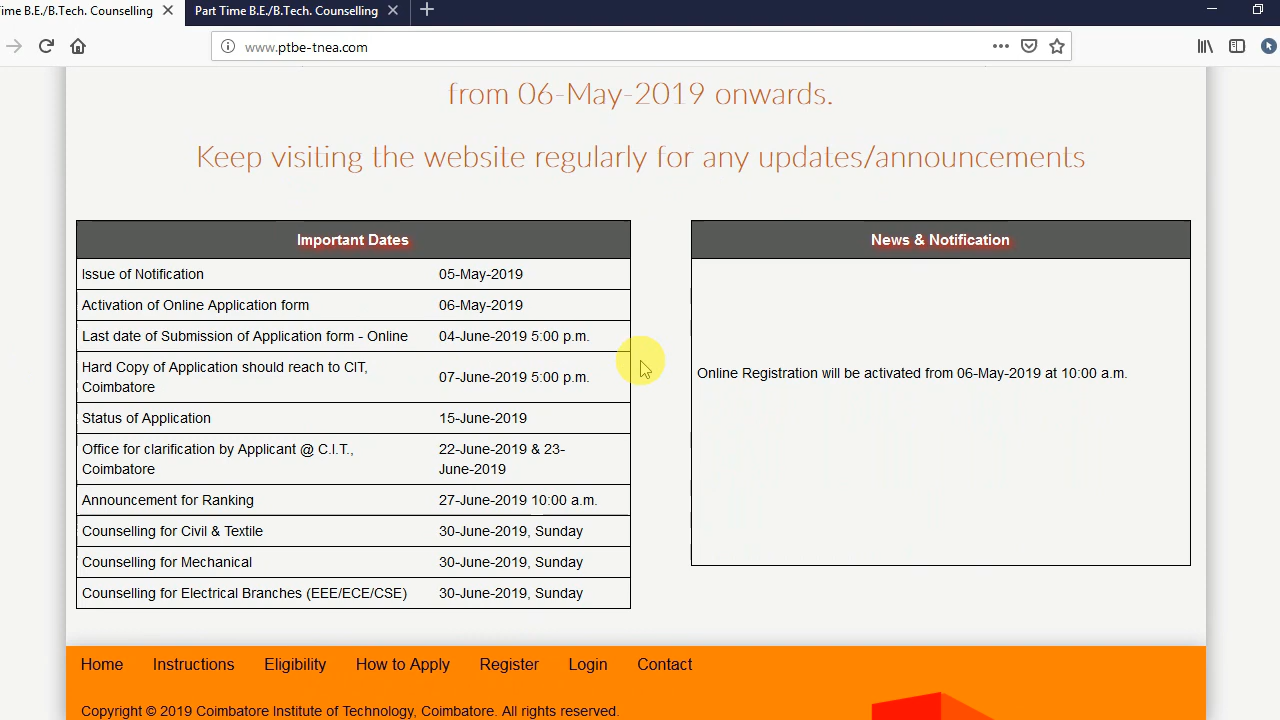 ime B.E./B.Tech. Counselling
Part Time B.E./B.Tech. Counselling
www.ptbe-tnea.com
from 06-May-2019 onwards.
Keep visiting the website regularly for any updates/announcements
Important Dates
Issue of Notification 05-May-2019
Activation of Online Application form 06-May-2019
Last date of Submission of Application form - Online 04-June-2019 5:00 p.m.
Hard Copy of Application should reach to CIT,
Coimbatore
07-June-2019 5:00 p.m.
Status of Application 15-June-2019
Office for clarification by Applicant @ C.I.T.,
Coimbatore
22-June-2019 & 23-
June-2019
Announcement for Ranking 27-June-2019 10:00 a.m.
Counselling for Civil & Textile 30-June-2019, Sunday
Counselling for Mechanical 30-June-2019, Sunday
Counselling for Electrical Branches (EEE/ECE/CSE) 30-June-2019, Sunday
News & Notification
Online Registration will be activated from 06-May-2019 at 10:00 a.m.
Home Instructions Eligibility How to Apply Register Login Contact
Copyright © 2019 Coimbatore Institute of Technology, Coimbatore. All rights reserved.